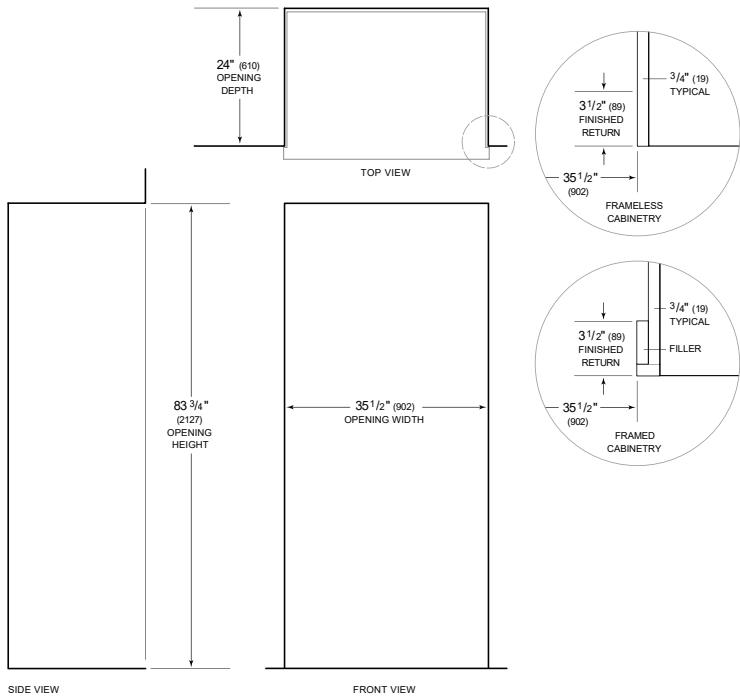 24" (610)
OPENING
DEPTH
TOP VIEW
3/4" (19)
TYPICAL
3 1/2" (89)
FINISHED
RETURN
35 1/2"
(902)
FRAMELESS
CABINETRY
3/4" (19)
TYPICAL
3 1/2" (89)
FINISHED
RETURN
FILLER
35 1/2"
(902)
FRAMED
CABINETRY
83 3/4"
(2127)
OPENING
HEIGHT
35 1/2" (902)
OPENING WIDTH
SIDE VIEW
FRONT VIEW